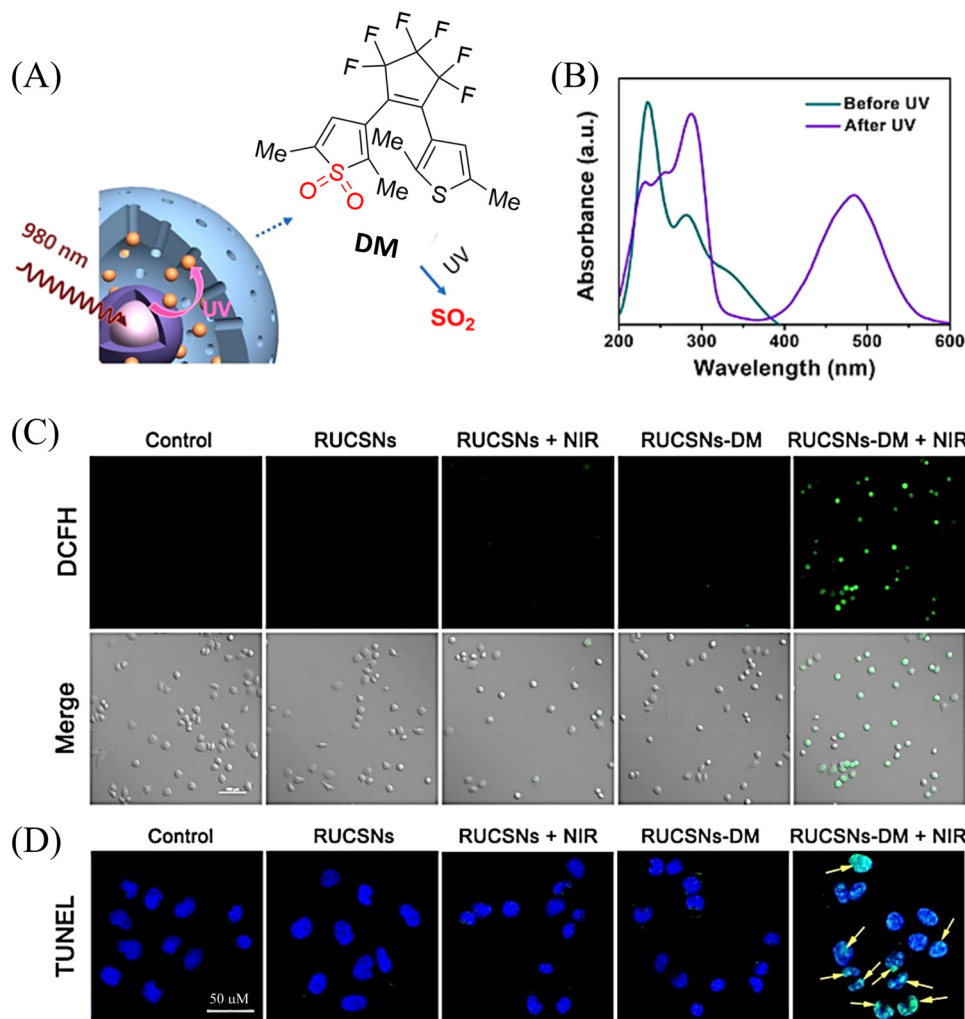 (A)
F F
F F
F F
Me
S
O O
Me
Me
S
Me
DM
UV
SO₂
980 nm
UV
(B)
Before UV
After UV
Absorbance (a.u.)
200 300 400 500 600
Wavelength (nm)
(C)
Control RUCSNs RUCSNs + NIR RUCSNs-DM RUCSNs-DM + NIR
DCFH
Merge
(D)
Control RUCSNs RUCSNs + NIR RUCSNs-DM RUCSNs-DM + NIR
TUNEL
50 uM